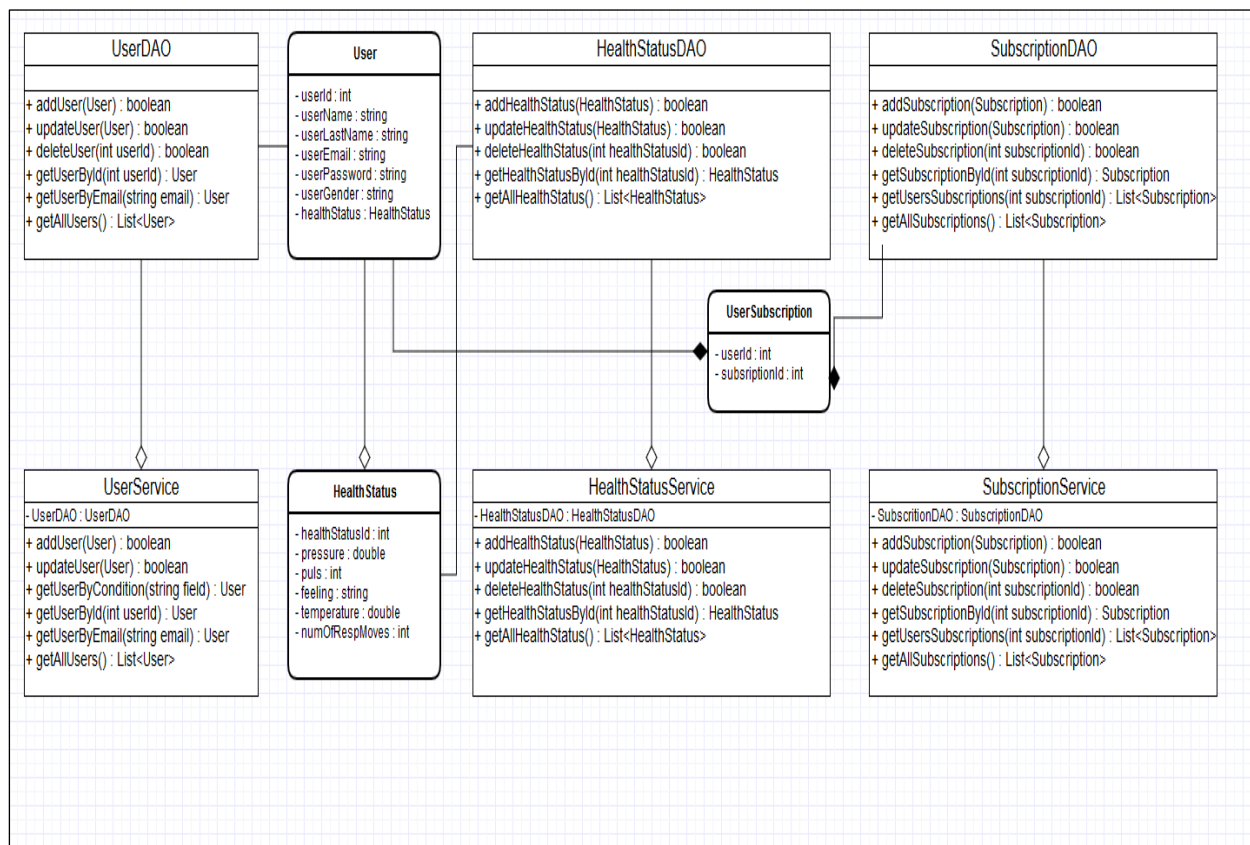 UserDAO
+ addUser(User) : boolean
+ updateUser(User) : boolean
+ deleteUser(int userId) : boolean
+ getUserById(int userId) : User
+ getUserByEmail(string email) : User
+ getAllUsers() : List<User>
User
- userId : int
- userName : string
- userLastName : string
- userEmail : string
- userPassword : string
- userGender : string
- healthStatus : HealthStatus
HealthStatusDAO
+ addHealthStatus(HealthStatus) : boolean
+ updateHealthStatus(HealthStatus) : boolean
+ deleteHealthStatus(int healthStatusId) : boolean
+ getHealthStatusById(int healthStatusId) : HealthStatus
+ getAllHealthStatus() : List<HealthStatus>
SubscriptionDAO
+ addSubscription(Subscription) : boolean
+ updateSubscription(Subscription) : boolean
+ deleteSubscription(int subscriptionId) : boolean
+ getSubscriptionById(int subscriptionId) : Subscription
+ getUsersSubscriptions(int subscriptionId) : List<Subscription>
+ getAllSubscriptions() : List<Subscription>
UserSubscription
- userId : int
- subsriptionId : int
UserService
- UserDAO : UserDAO
+ addUser(User) : boolean
+ updateUser(User) : boolean
+ getUserByCondition(string field) : User
+ getUserById(int userId) : User
+ getUserByEmail(string email) : User
+ getAllUsers() : List<User>
HealthStatus
- healthStatusId : int
- pressure : double
- puls : int
- feeling : string
- temperature : double
- numOfRespMoves : int
HealthStatusService
- HealthStatusDAO : HealthStatusDAO
+ addHealthStatus(HealthStatus) : boolean
+ updateHealthStatus(HealthStatus) : boolean
+ deleteHealthStatus(int healthStatusId) : boolean
+ getHealthStatusById(int healthStatusId) : HealthStatus
+ getAllHealthStatus() : List<HealthStatus>
SubscriptionService
- SubscritionDAO : SubscriptionDAO
+ addSubscription(Subscription) : boolean
+ updateSubscription(Subscription) : boolean
+ deleteSubscription(int subscriptionId) : boolean
+ getSubscriptionById(int subscriptionId) : Subscription
+ getUsersSubscriptions(int subscriptionId) : List<Subscription>
+ getAllSubscriptions() : List<Subscription>